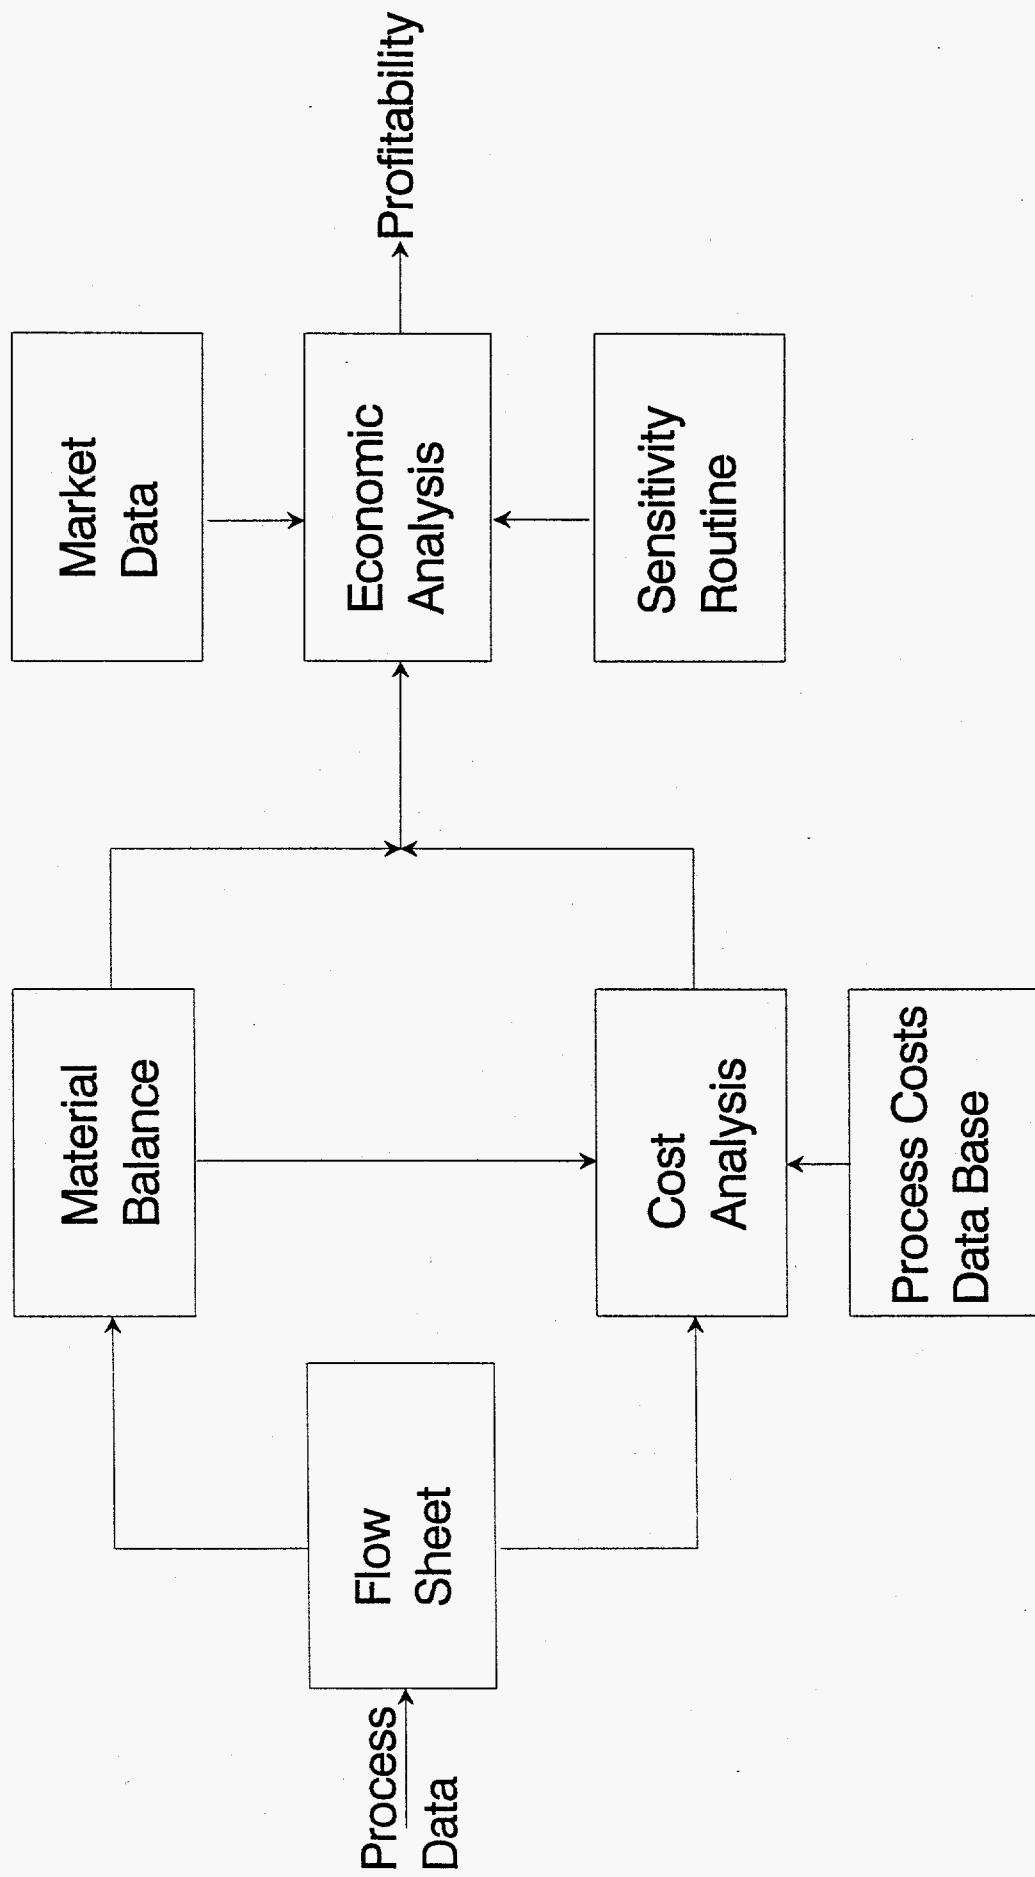 Process
Data
Flow
Sheet
Material
Balance
Cost
Analysis
Process Costs
Data Base
Market
Data
Economic
Analysis
Sensitivity
Routine
Profitability